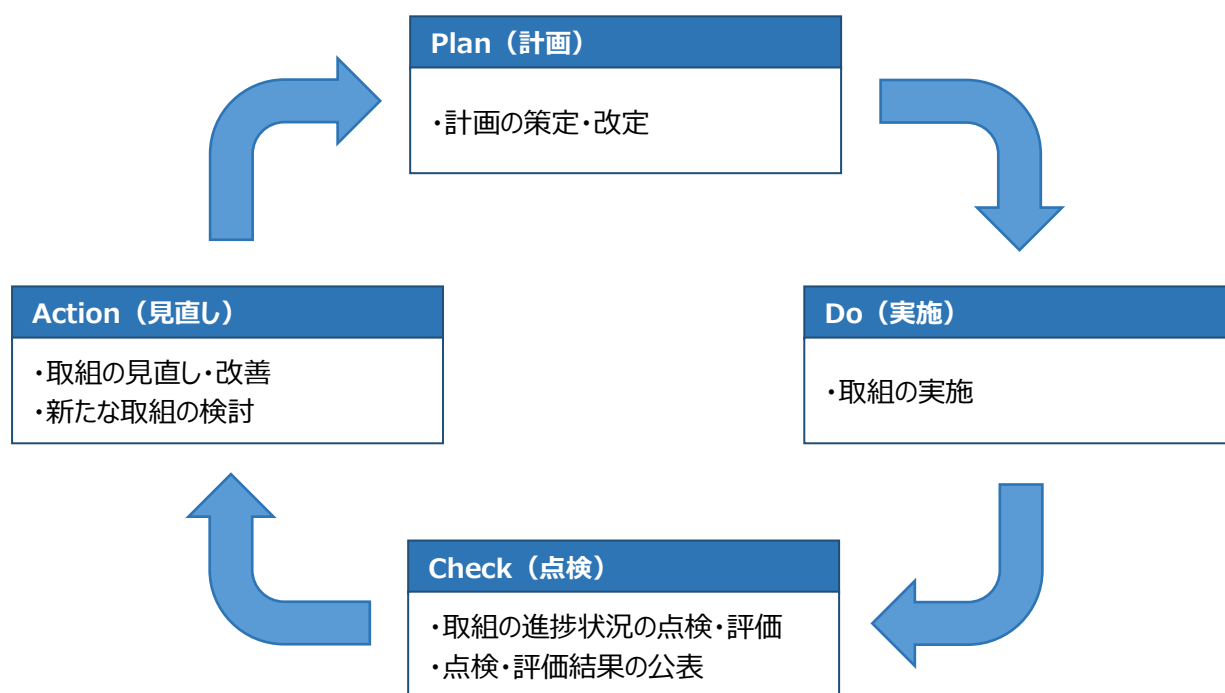 Plan（計画）
・計画の策定・改定
Do（実施）
・取組の実施
Check（点検）
・取組の進捗状況の点検・評価
・点検・評価結果の公表
Action（見直し）
・取組の見直し・改善
・新たな取組の検討